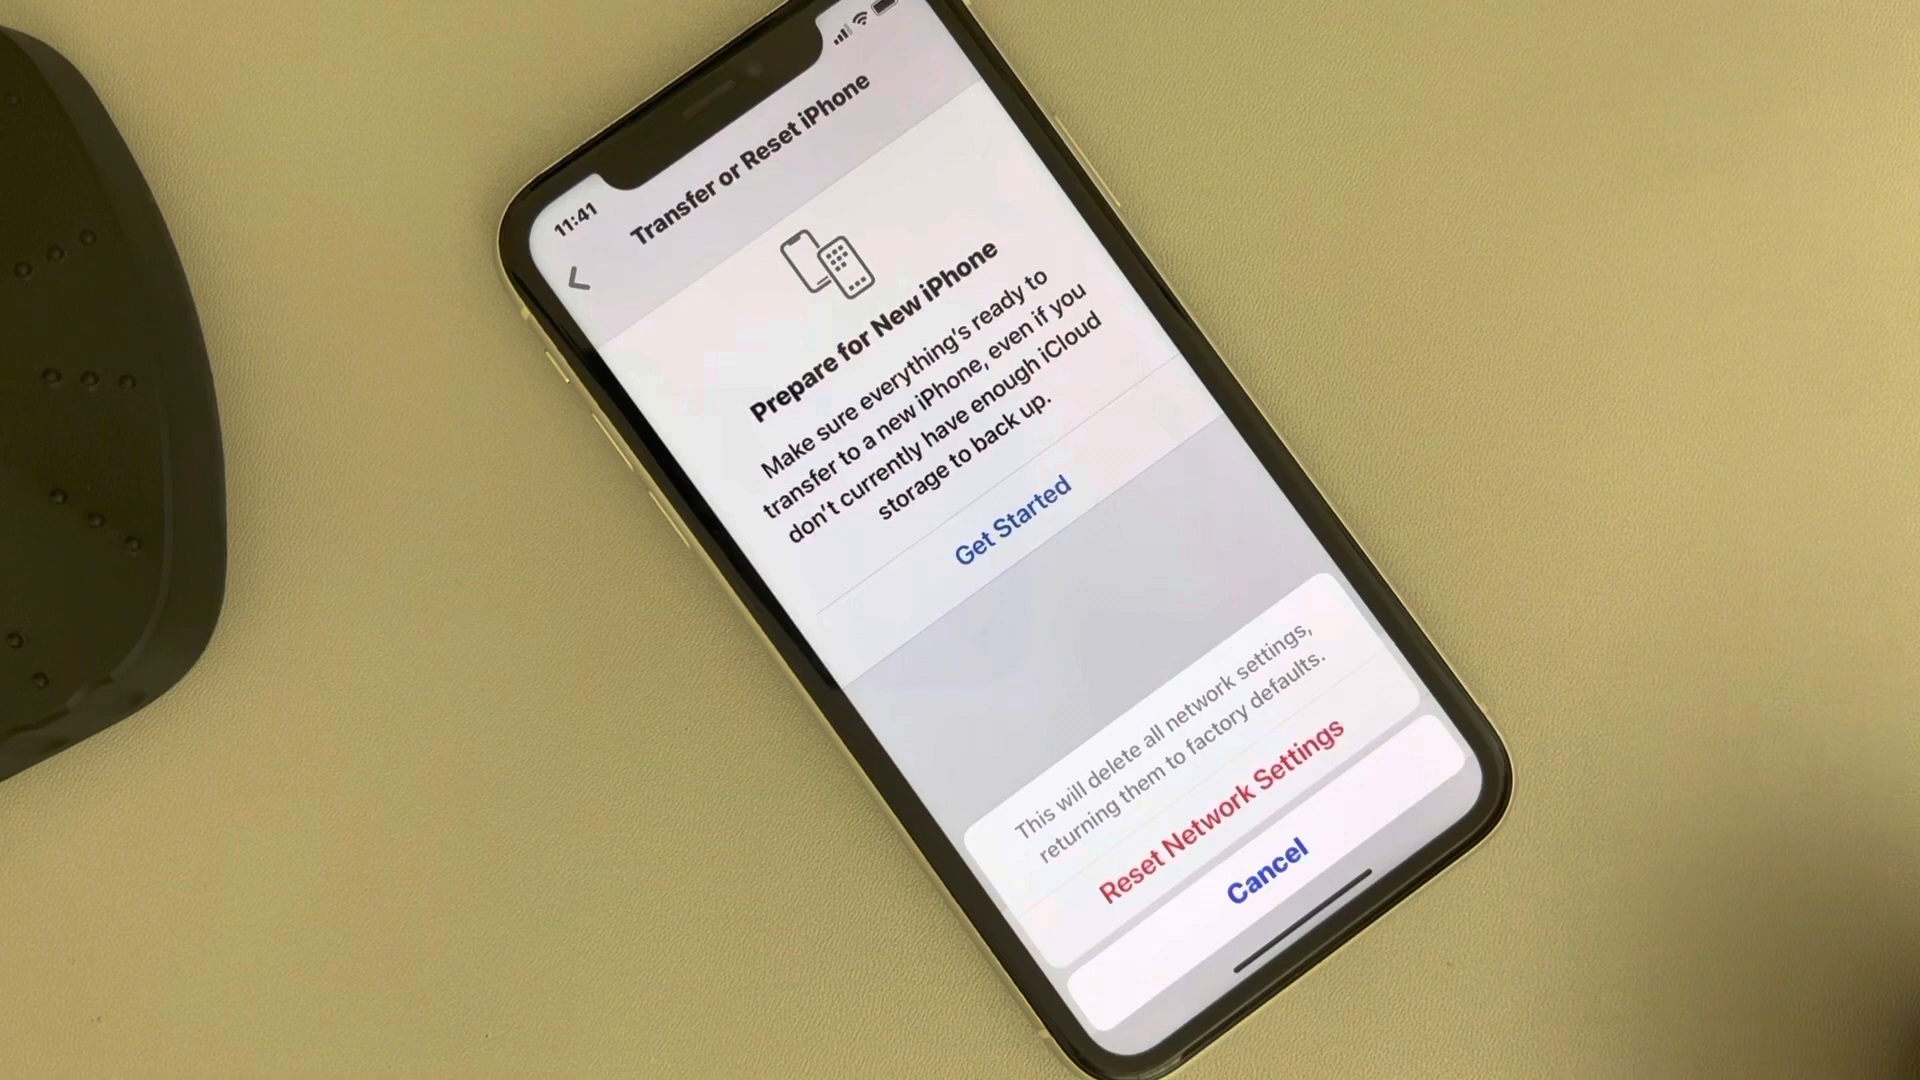 11:41
Transfer or Reset iPhone
Prepare for New iPhone
Make sure everything's ready to
transfer to a new iPhone, even if you
don't currently have enough iCloud
storage to back up.
Get Started
This will delete all network settings,
returning them to factory defaults.
Reset Network Settings
Cancel